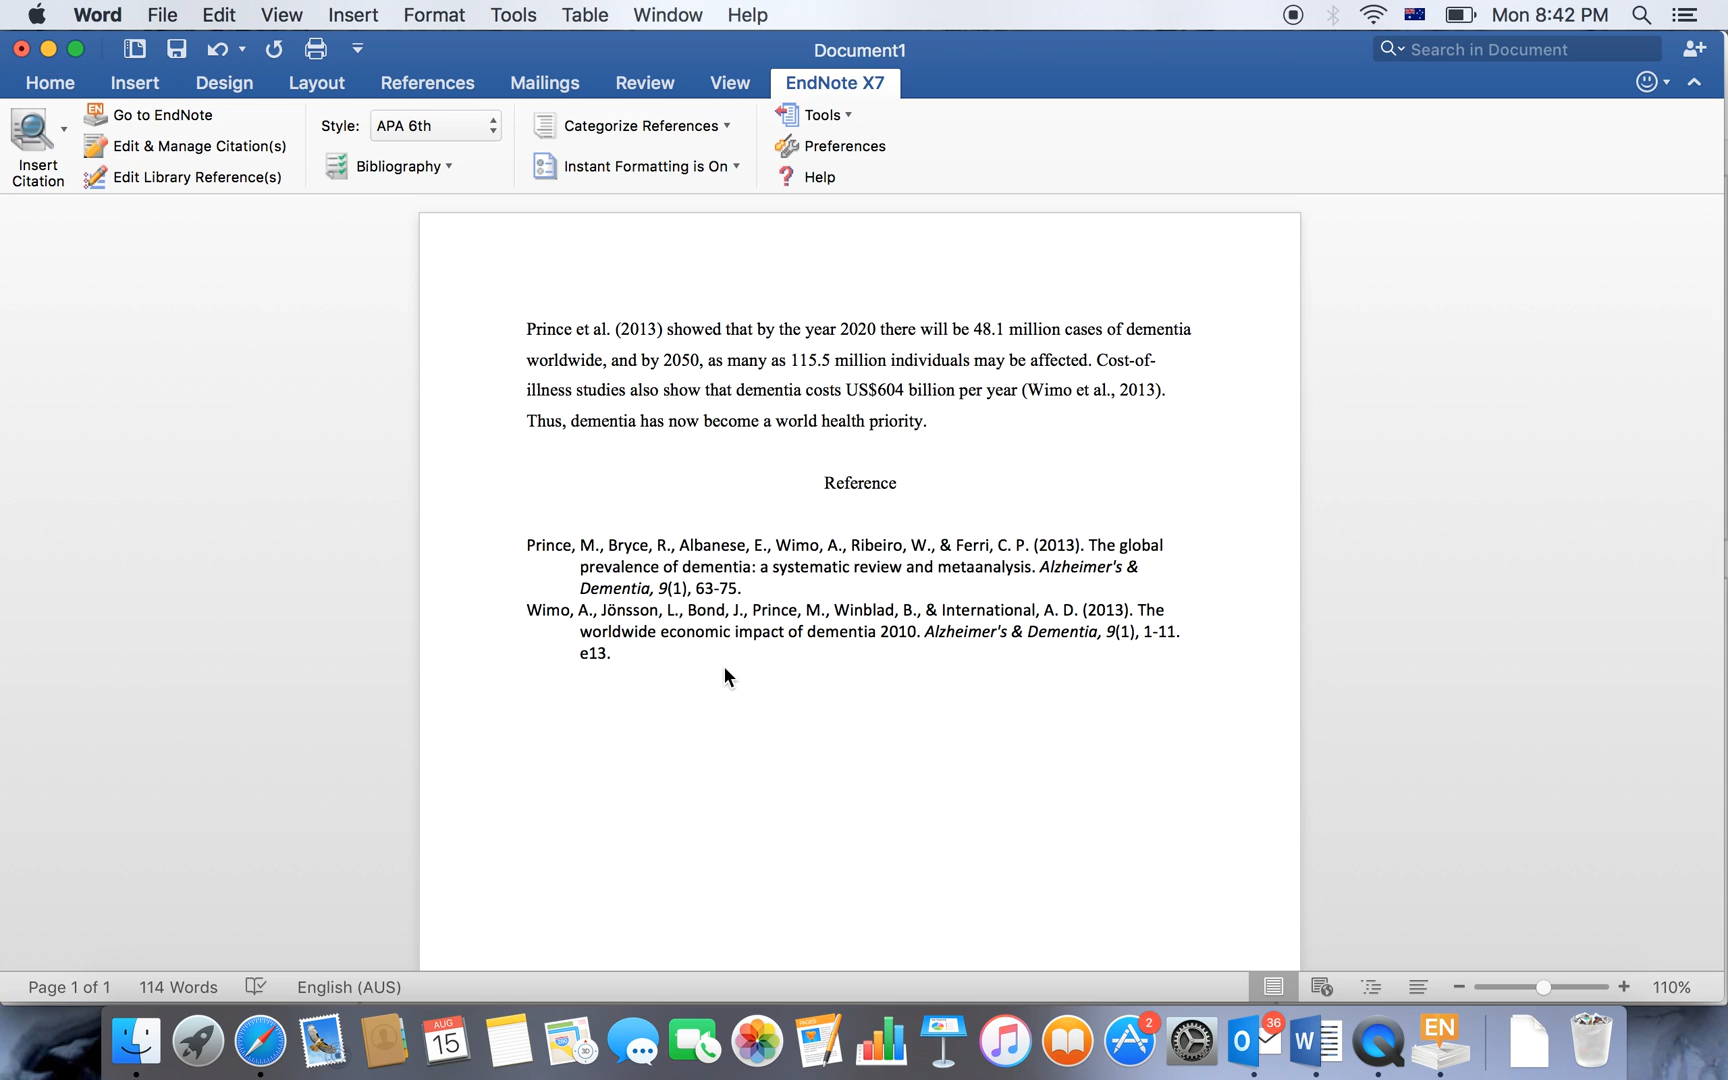 Word File Edit View Insert Format Tools Table Window Help Mon 8:42 PM
Document1
Search in Document
Home Insert Design Layout References Mailings Review View EndNote X7
Insert Citation
EN Go to EndNote
Edit & Manage Citation(s)
Edit Library Reference(s)
Style: APA 6th
Bibliography
Categorize References
Instant Formatting is On
Tools
Preferences
Help
Prince et al. (2013) showed that by the year 2020 there will be 48.1 million cases of dementia
worldwide, and by 2050, as many as 115.5 million individuals may be affected. Cost-of-
illness studies also show that dementia costs US$604 billion per year (Wimo et al., 2013).
Thus, dementia has now become a world health priority.
Reference
Prince, M., Bryce, R., Albanese, E., Wimo, A., Ribeiro, W., & Ferri, C. P. (2013). The global
prevalence of dementia: a systematic review and metaanalysis. Alzheimer's &
Dementia, 9(1), 63-75.
Wimo, A., Jönsson, L., Bond, J., Prince, M., Winblad, B., & International, A. D. (2013). The
worldwide economic impact of dementia 2010. Alzheimer's & Dementia, 9(1), 1-11.
e13.
Page 1 of 1 114 Words English (AUS) 110%
AUG 15
2
36
W
EN